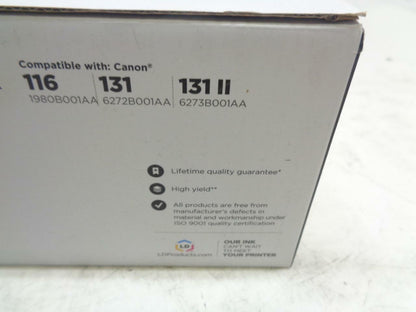 Compatible with: Canon®
116 131 131 II
1980B001AA 6272B001AA 6273B001AA
Lifetime quality guarantee*
High yield**
All products are free from
manufacturer's defects in
material and workmanship under
ISO 9001 quality certification
LD
LDProducts.com
OUR INK
CAN'T WAIT
TO MEET
YOUR PRINTER